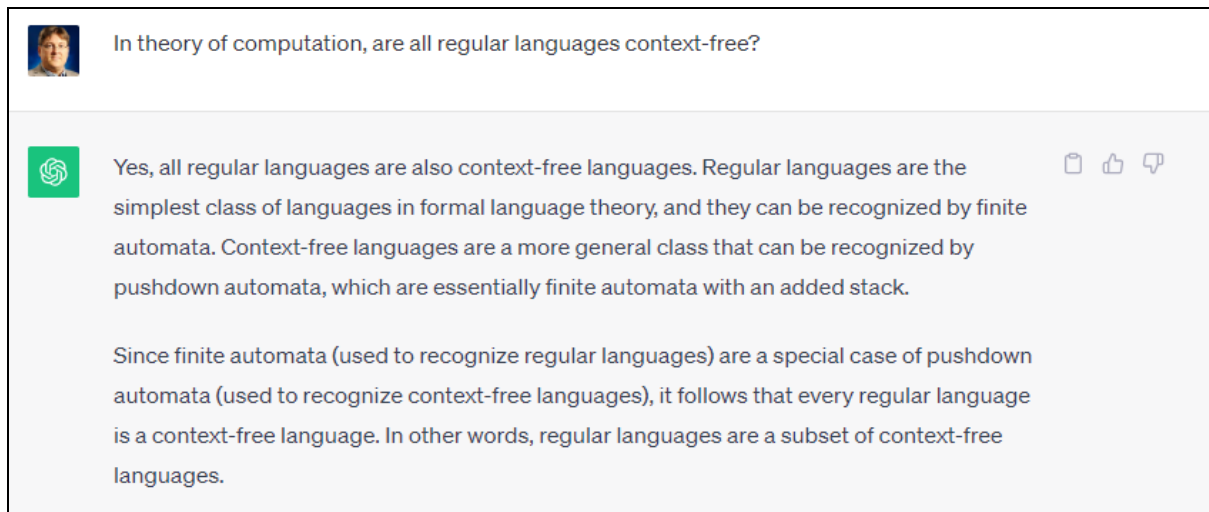 In theory of computation, are all regular languages context-free?
Yes, all regular languages are also context-free languages. Regular languages are the
simplest class of languages in formal language theory, and they can be recognized by finite
automata. Context-free languages are a more general class that can be recognized by
pushdown automata, which are essentially finite automata with an added stack.
Since finite automata (used to recognize regular languages) are a special case of pushdown
automata (used to recognize context-free languages), it follows that every regular language
is a context-free language. In other words, regular languages are a subset of context-free
languages.